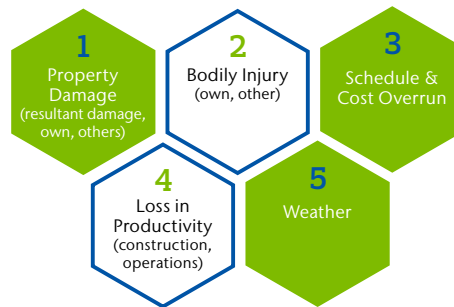 1
Property
Damage
(resultant damage,
own, others)
2
Bodily Injury
(own, other)
3
Schedule &
Cost Overrun
4
Loss in
Productivity
(construction,
operations)
5
Weather